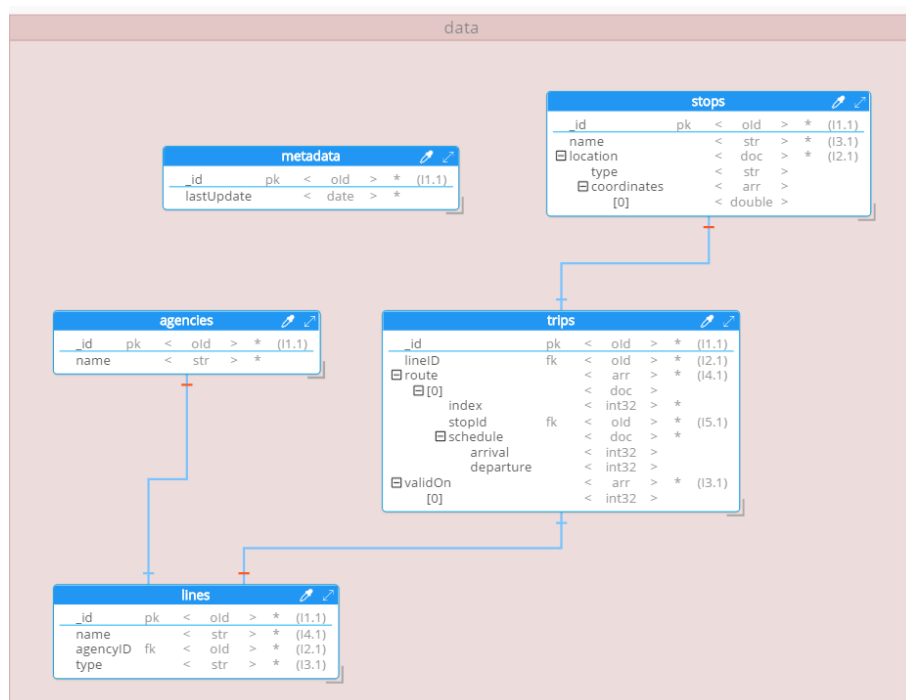 data
stops
_id pk < oId > * (I1.1)
name < str > * (I3.1)
location < doc > * (I2.1)
type < str >
coordinates < arr >
[0] < double >
metadata
_id pk < oId > * (I1.1)
lastUpdate < date > *
agencies
_id pk < oId > * (I1.1)
name < str > *
trips
_id pk < oId > * (I1.1)
lineID fk < oId > * (I2.1)
route < arr > * (I4.1)
[0] < doc >
index < int32 > *
stopId fk < oId > * (I5.1)
schedule < doc > *
arrival < int32 >
departure < int32 >
validOn < arr > * (I3.1)
[0] < int32 >
lines
_id pk < oId > * (I1.1)
name < str > * (I4.1)
agencyID fk < oId > * (I2.1)
type < str > * (I3.1)